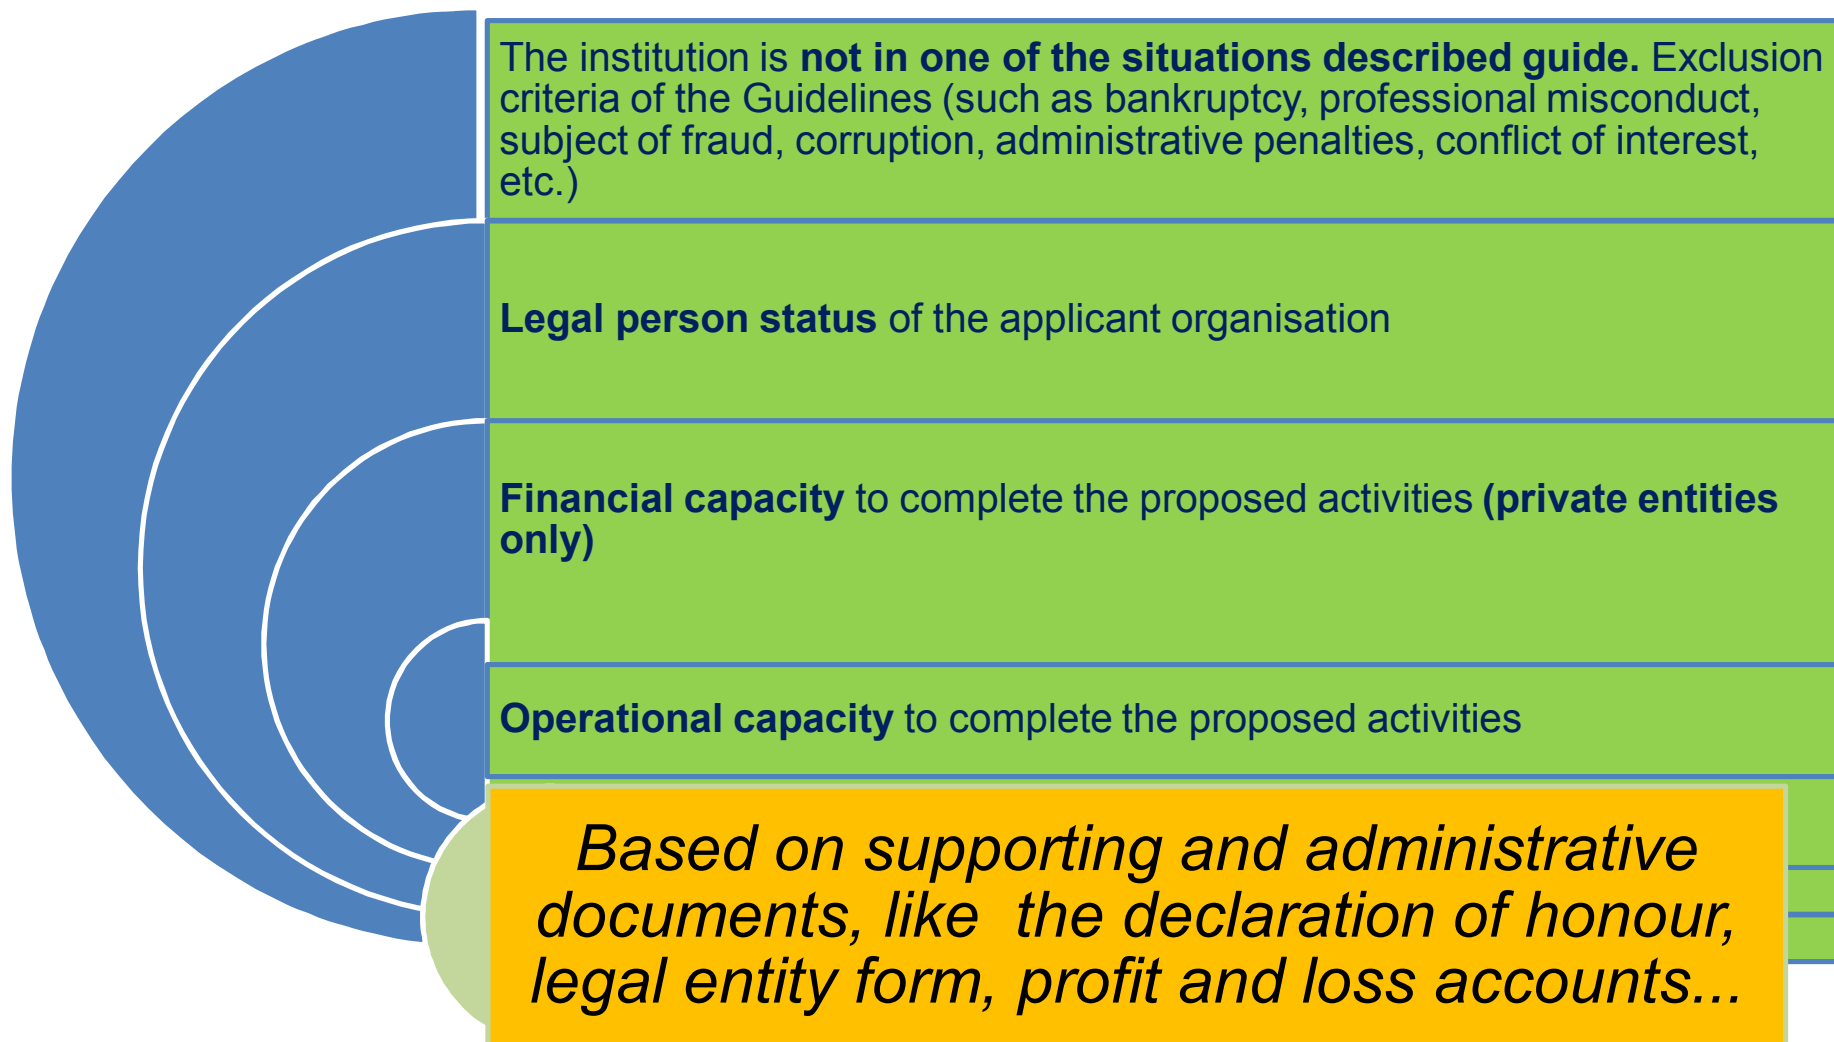 The institution is not in one of the situations described guide. Exclusion
criteria of the Guidelines (such as bankruptcy, professional misconduct,
subject of fraud, corruption, administrative penalties, conflict of interest,
etc.)
Legal person status of the applicant organisation
Financial capacity to complete the proposed activities (private entities
only)
Operational capacity to complete the proposed activities
Based on supporting and administrative
documents, like  the declaration of honour,
legal entity form, profit and loss accounts...